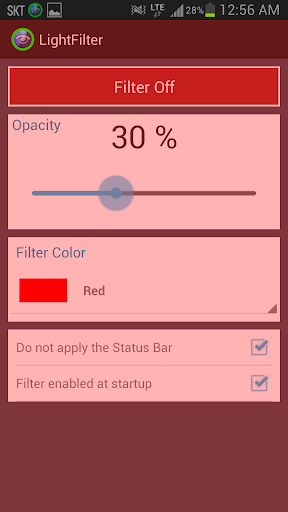 SKT LTE 28% 12:56 AM
LightFilter
Filter Off
Opacity
30 %
Filter Color
Red
Do not apply the Status Bar
Filter enabled at startup